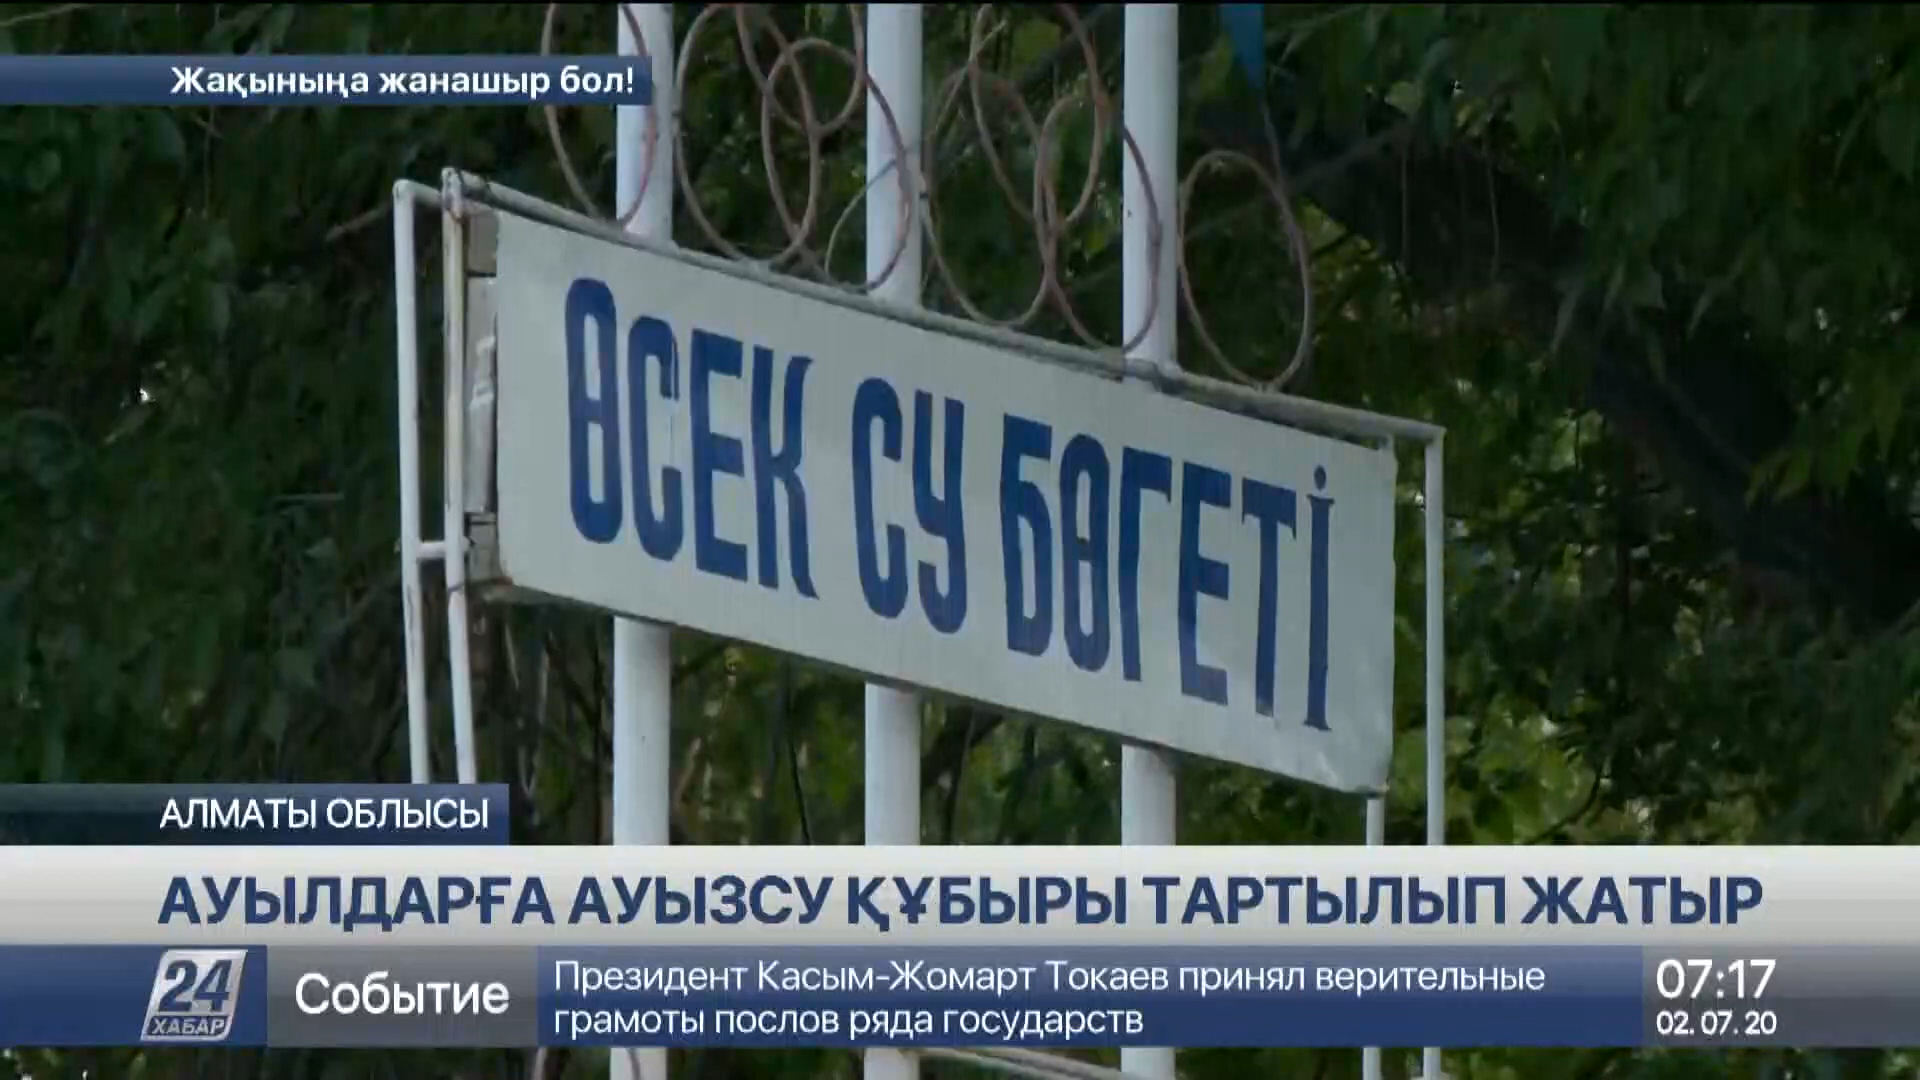 Жақыныңа жанашыр бол!
ӨСЕК СУ БӨГЕТІ
АЛМАТЫ ОБЛЫСЫ
АУЫЛДАРҒА АУЫЗСУ ҚҰБЫРЫ ТАРТЫЛЫП ЖАТЫР
24
ХАБАР
Событие
Президент Касым-Жомарт Токаев принял верительные
грамоты послов ряда государств
07:17
02. 07. 20